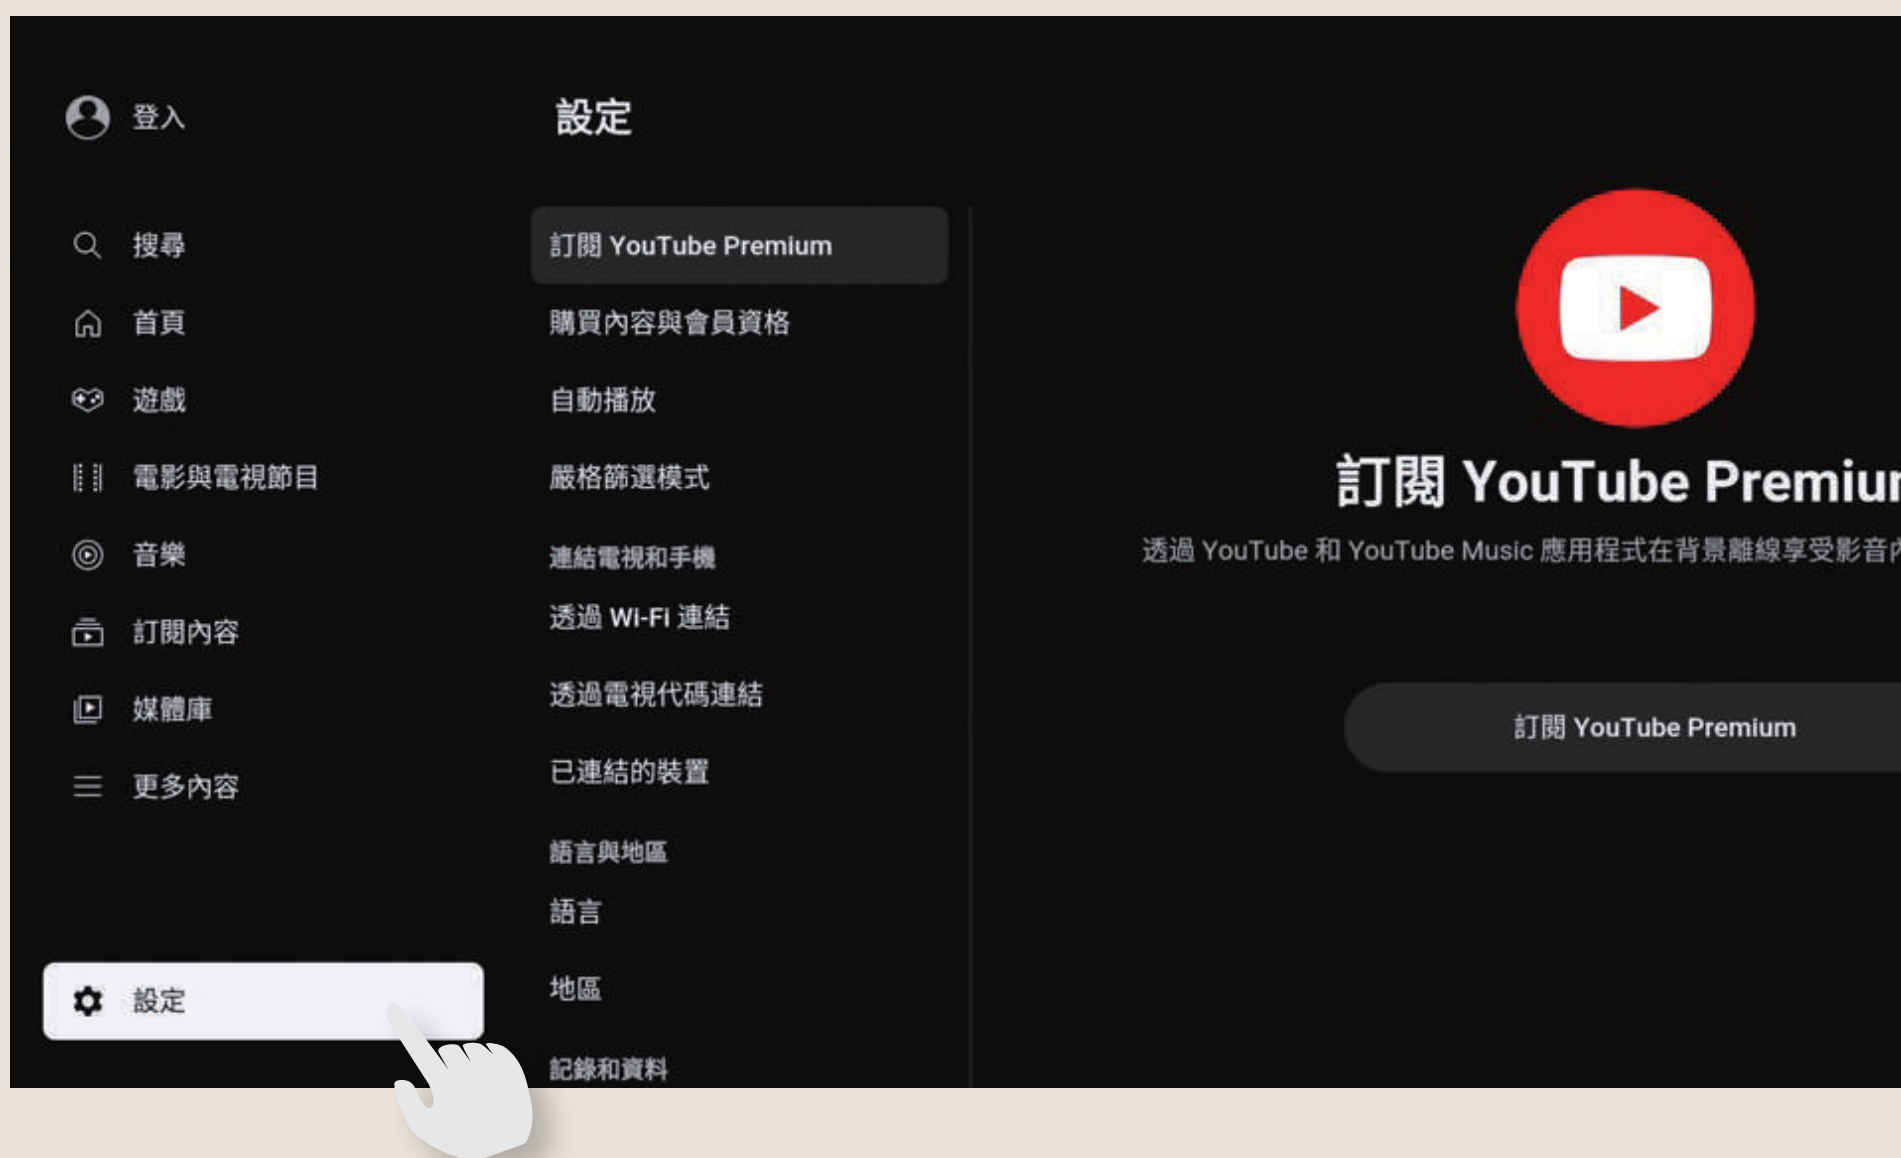 登入
搜尋
首頁
遊戲
電影與電視節目
音樂
訂閱內容
媒體庫
更多內容
設定
設定
訂閱 YouTube Premium
購買內容與會員資格
自動播放
嚴格篩選模式
連結電視和手機
透過 Wi-Fi 連結
透過電視代碼連結
已連結的裝置
語言與地區
語言
地區
記錄和資料
訂閱 YouTube Premiu
透過 YouTube 和 YouTube Music 應用程式在背景離線享受影音
訂閱 YouTube Premium